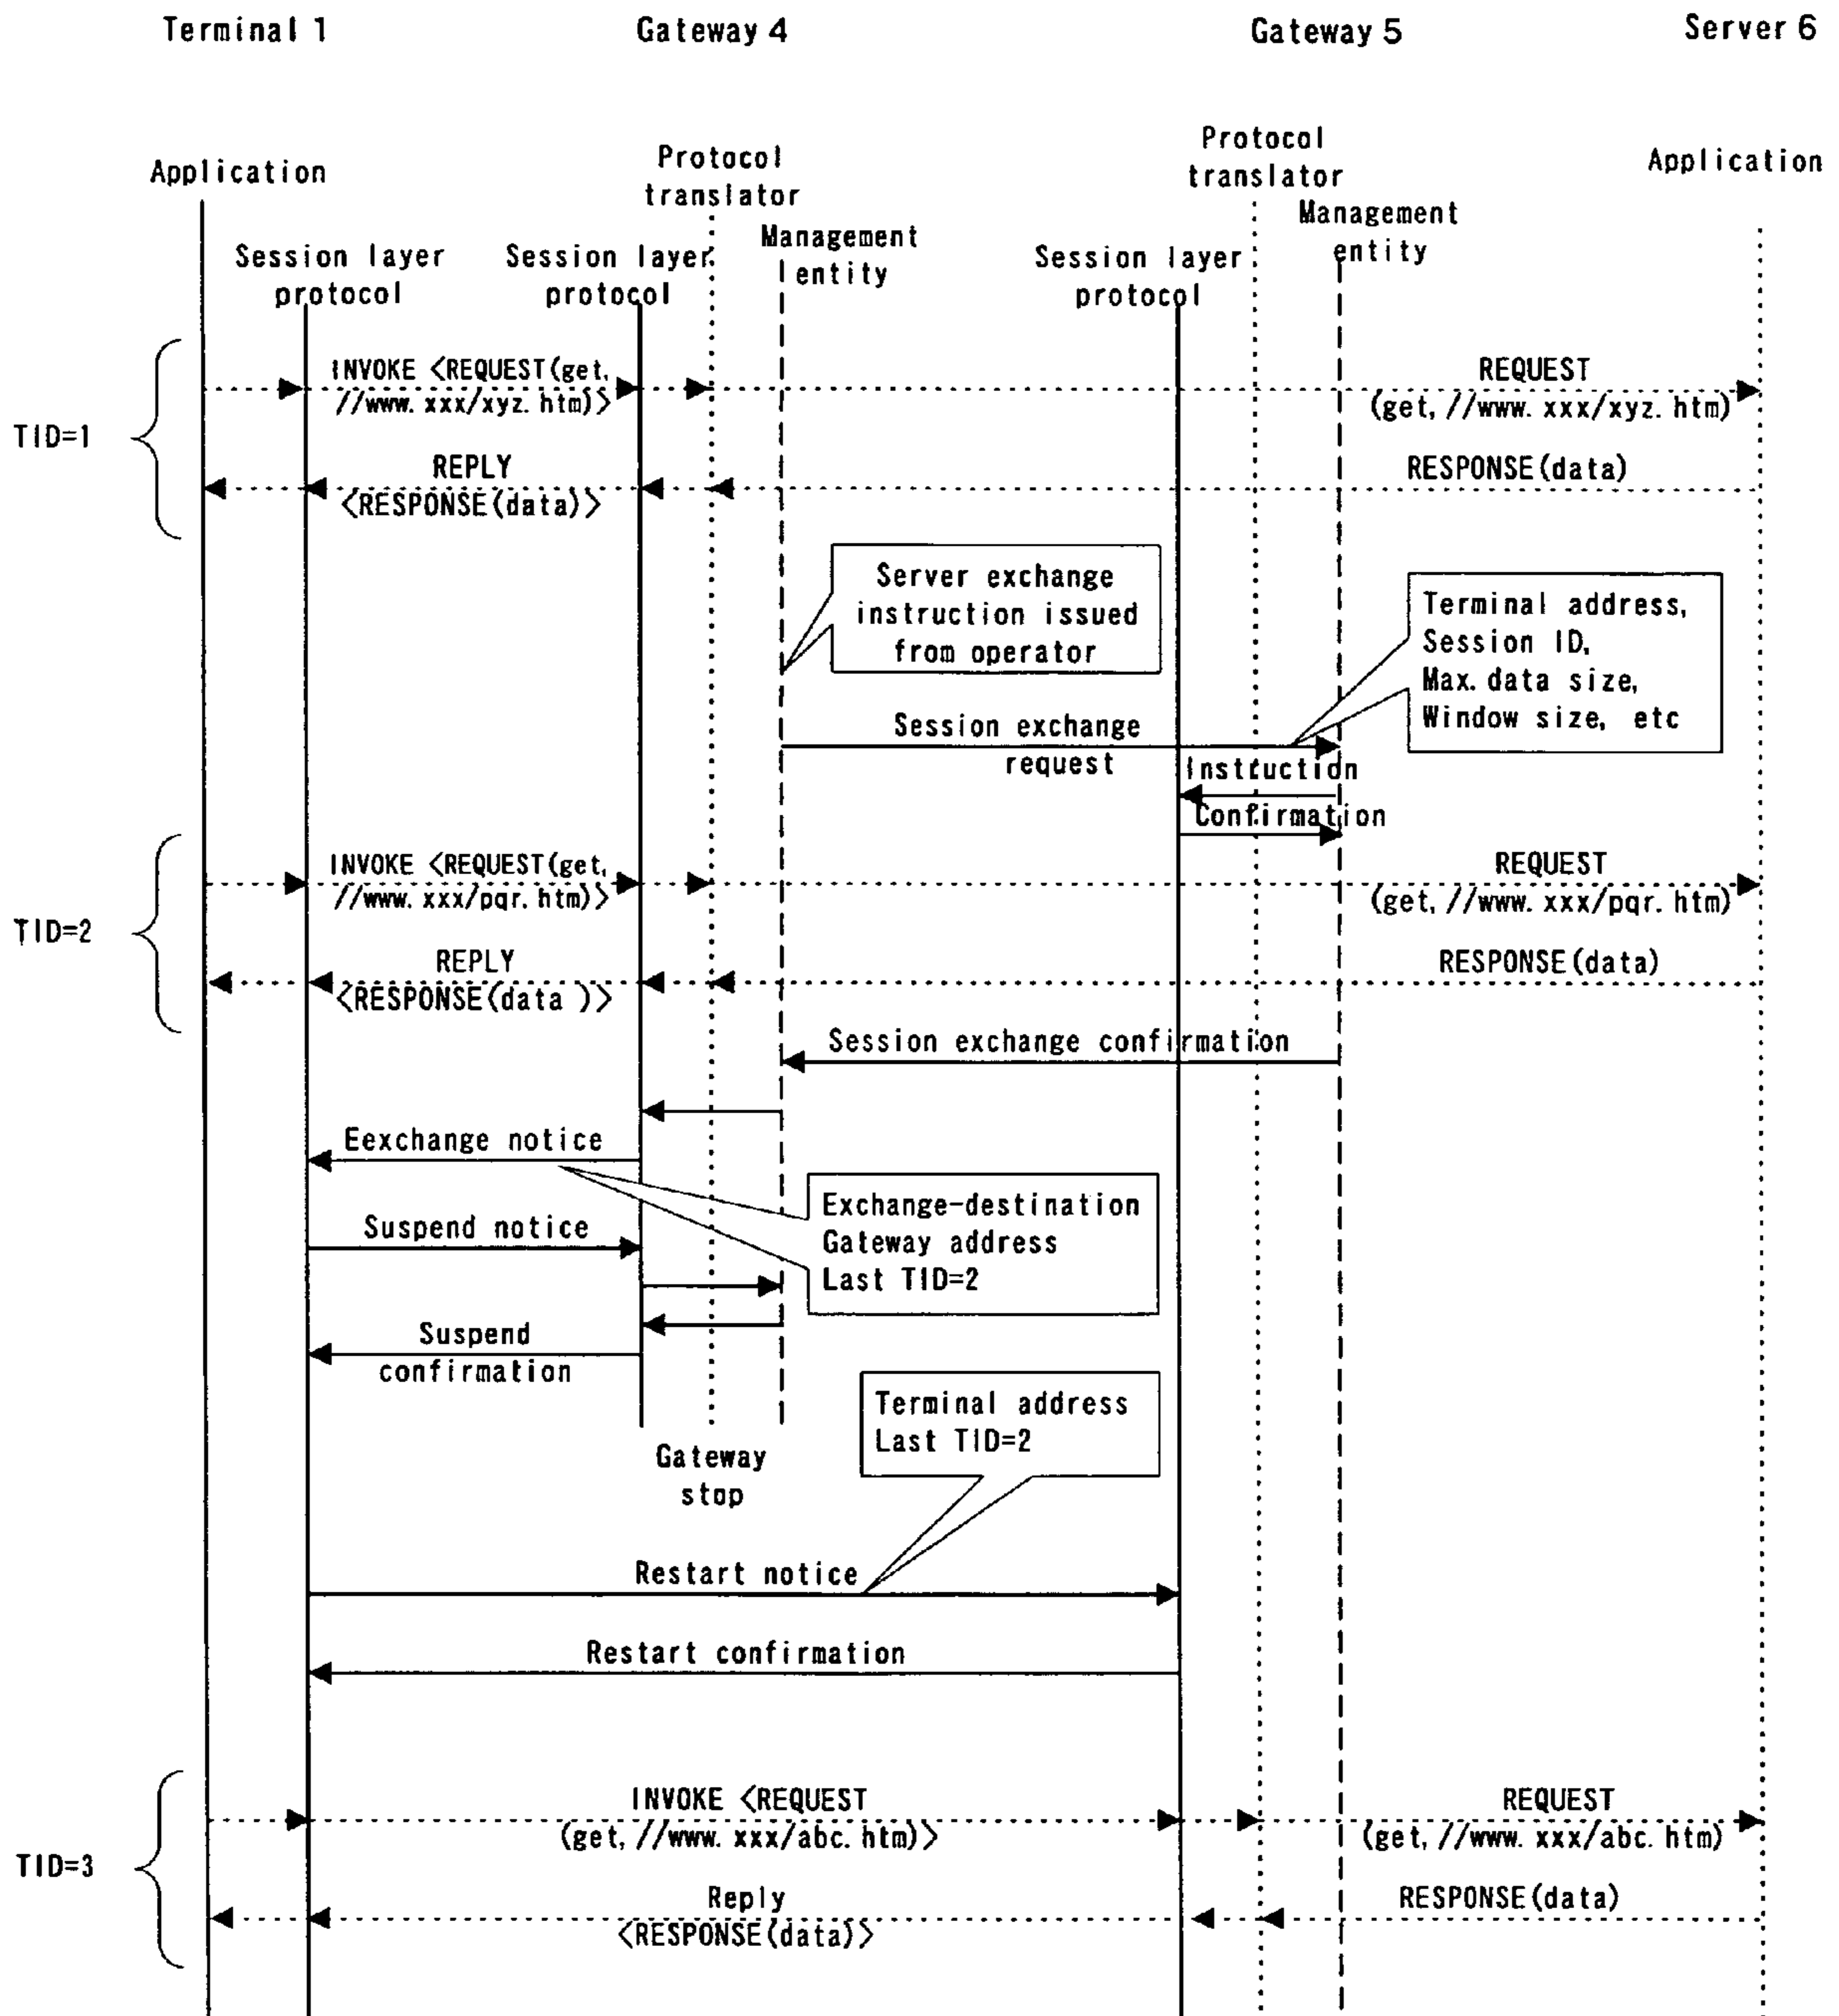 Terminal 1 Gateway 4 Gateway 5 Server 6
Application
Protocol
translator
Protocol
translator
Application
Management
entity
Management
entity
Session layer
protocol
Session layer
protocol
Session layer
protocol
TID=1
INVOKE <REQUEST(get,
//www. xxx/xyz. htm)>
REQUEST
(get, //www. xxx/xyz. htm)
REPLY
<RESPONSE(data)>
RESPONSE(data)
Server exchange
instruction issued
from operator
Terminal address,
Session ID,
Max. data size,
Window size, etc
Session exchange
request
Instruction
Confirmation
TID=2
INVOKE <REQUEST(get,
//www. xxx/pqr. htm)>
REQUEST
(get, //www. xxx/pqr. htm)
REPLY
<RESPONSE(data )>
RESPONSE(data)
Session exchange confirmation
Eexchange notice
Exchange-destination
Gateway address
Last TID=2
Suspend notice
Suspend
confirmation
Terminal address
Last TID=2
Gateway
stop
Restart notice
Restart confirmation
TID=3
INVOKE <REQUEST
(get, //www. xxx/abc. htm)>
REQUEST
(get, //www. xxx/abc. htm)
Reply
<RESPONSE(data)>
RESPONSE(data)